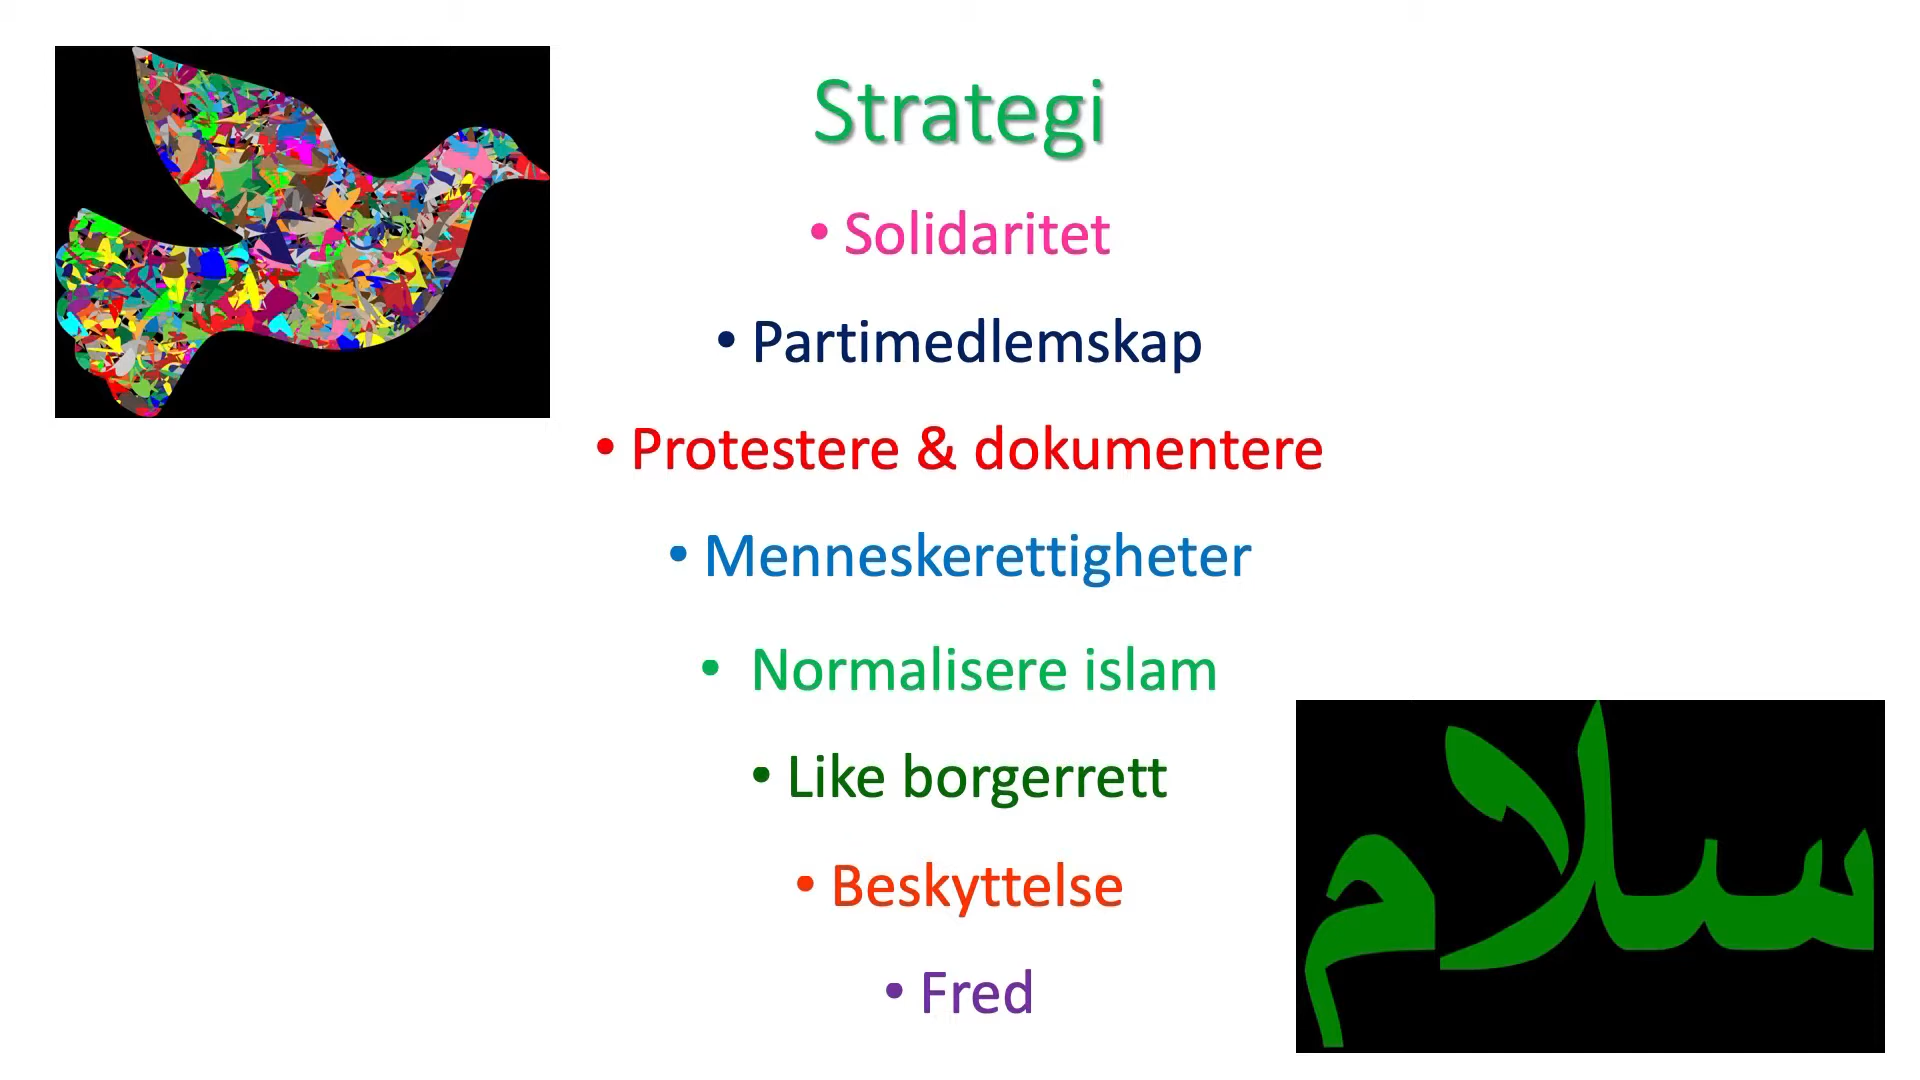 Strategi
• Solidaritet
• Partimedlemskap
• Protestere & dokumentere
• Menneskerettigheter
• Normalisere islam
• Like borgerrett
• Beskyttelse
• Fred
سلام